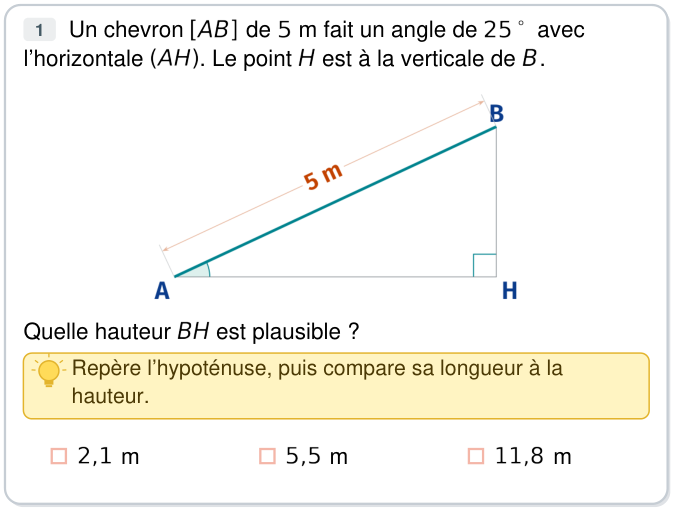 1 Un chevron [AB] de 5 m fait un angle de 25° avec
l'horizontale (AH). Le point H est à la verticale de B.
B
5 m
A
H
Quelle hauteur BH est plausible ?
Repère l'hypoténuse, puis compare sa longueur à la
hauteur.
2,1 m 5,5 m 11,8 m